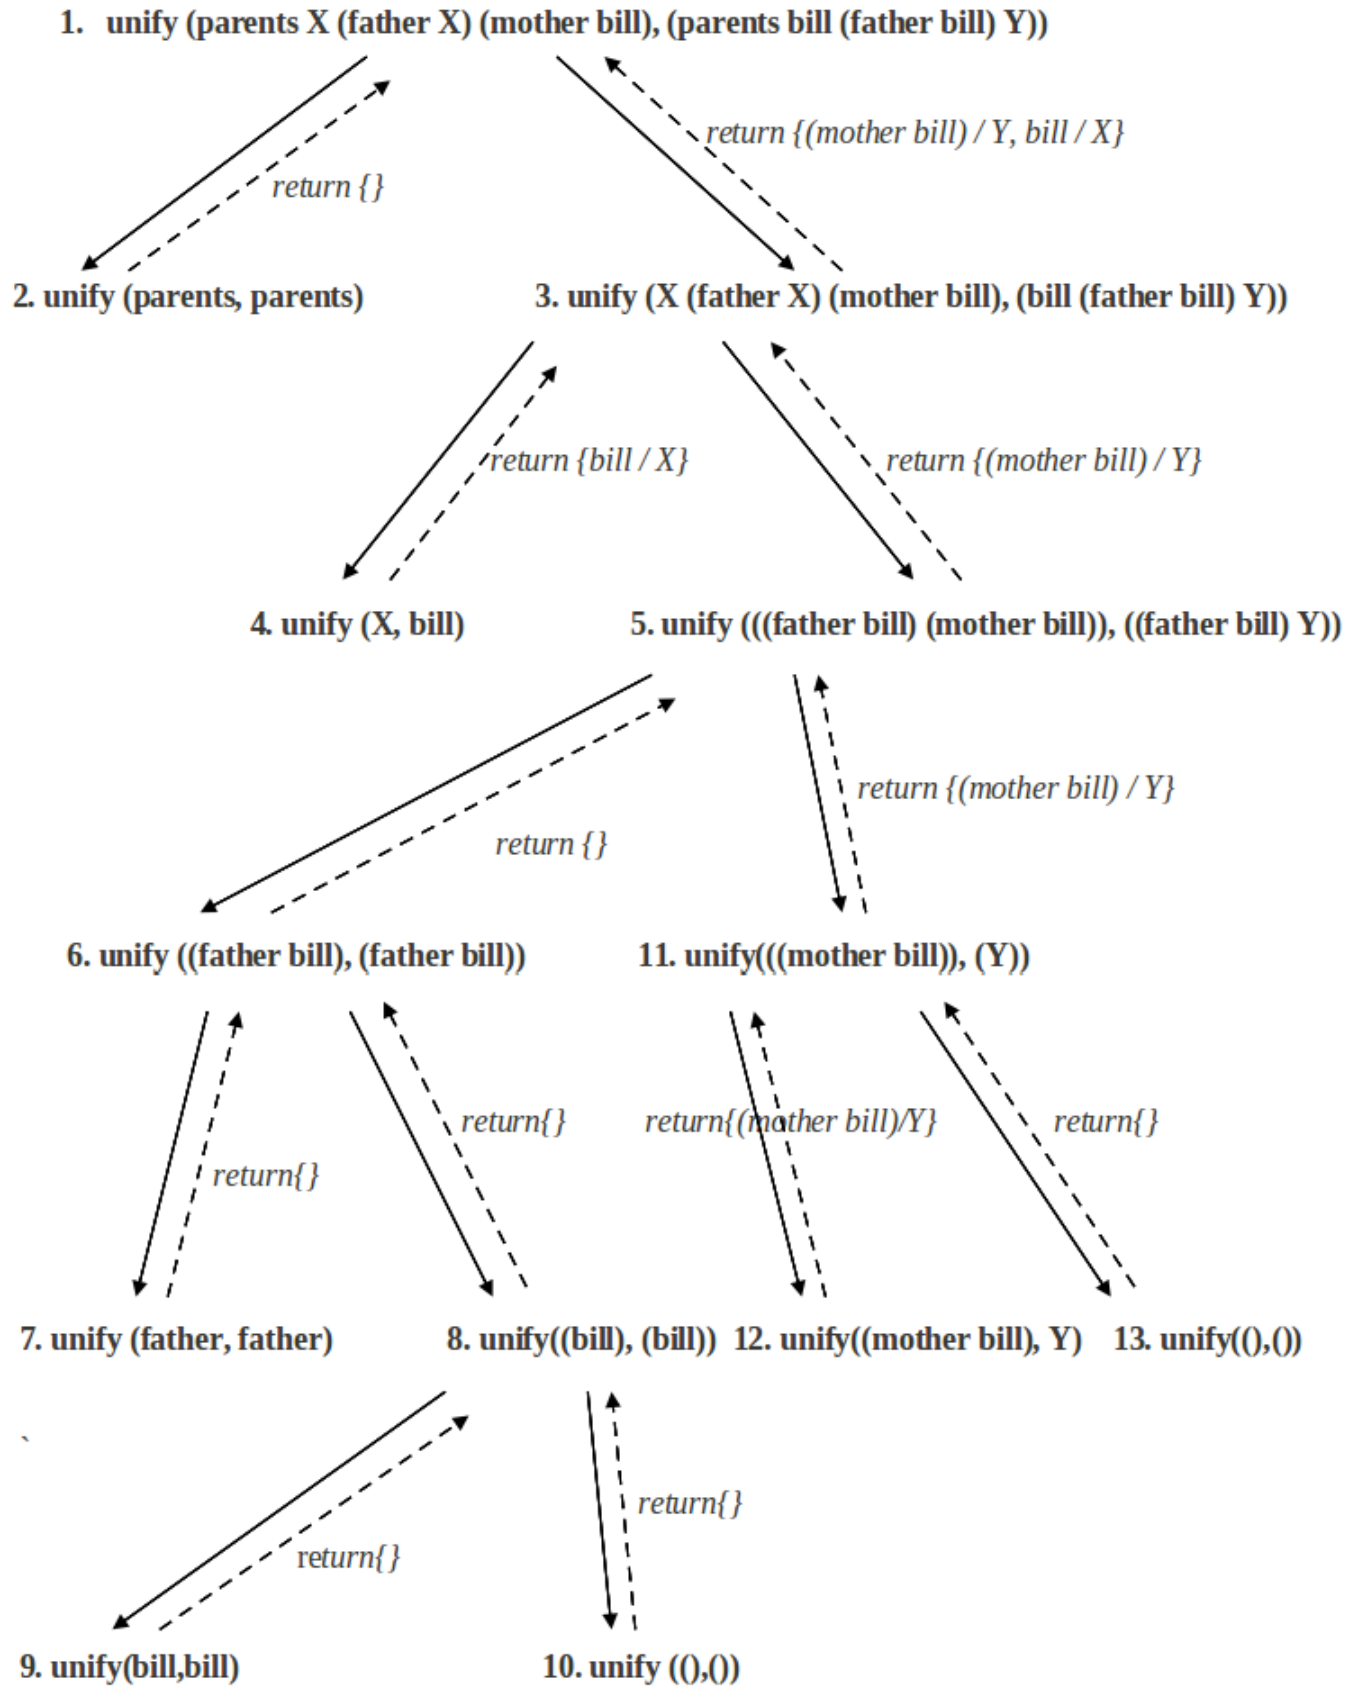 1. unify (parents X (father X) (mother bill), (parents bill (father bill) Y))
return {(mother bill) / Y, bill / X}
return {}
2. unify (parents, parents)
3. unify (X (father X) (mother bill), (bill (father bill) Y))
return {bill / X}
return {(mother bill) / Y}
4. unify (X, bill)
5. unify (((father bill) (mother bill)), ((father bill) Y))
return {(mother bill) / Y}
return {}
6. unify ((father bill), (father bill))
11. unify(((mother bill)), (Y))
return{}
return{(mother bill)/Y}
return{}
return{}
7. unify (father, father)
8. unify((bill), (bill))
12. unify((mother bill), Y)
13. unify((),())
`
return{}
return{}
9. unify(bill,bill)
10. unify ((),())